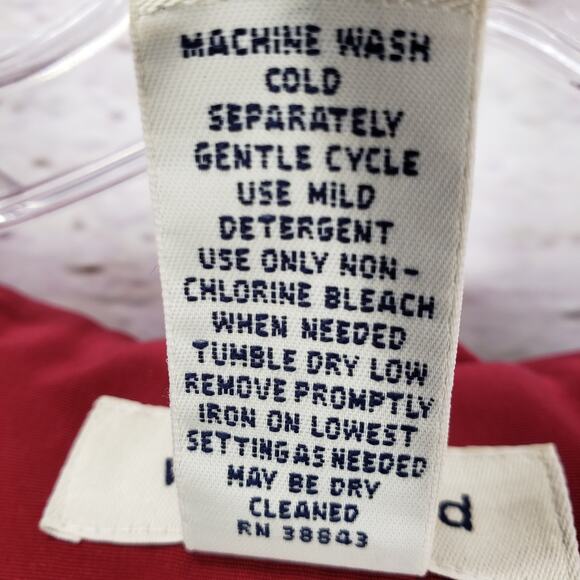 MACHINE WASH
COLD
SEPARATELY
GENTLE CYCLE
USE MILD
DETERGENT
USE ONLY NON-
CHLORINE BLEACH
WHEN NEEDED
TUMBLE DRY LOW
REMOVE PROMPTLY
IRON ON LOWEST
SETTING AS NEEDED
MAY BE DRY
CLEANED
RN 38843